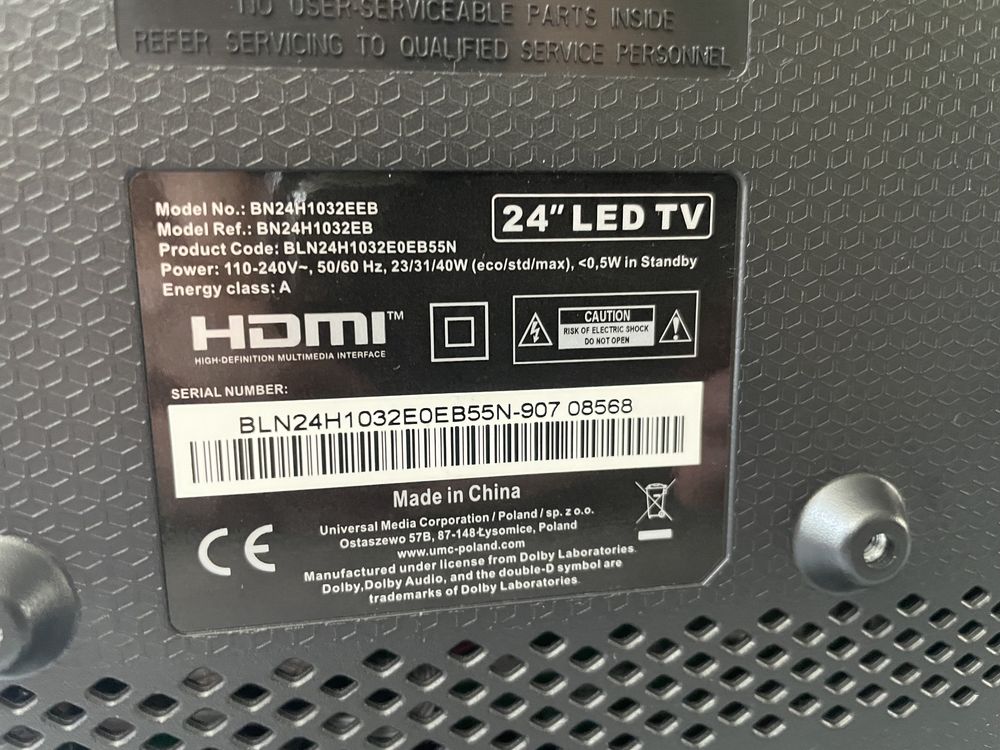 NO USER-SERVICEABLE PARTS INSIDE
REFER SERVICING TO QUALIFIED SERVICE PERSONNEL
Model No.: BN24H1032EEB
Model Ref.: BN24H1032EB
Product Code: BLN24H1032E0EB55N
Power: 110-240V~, 50/60 Hz, 23/31/40W (eco/std/max), <0,5W in Standby
Energy class: A
24" LED TV
HDMI™
HIGH-DEFINITION MULTIMEDIA INTERFACE
CAUTION
RISK OF ELECTRIC SHOCK
DO NOT OPEN
SERIAL NUMBER:
BLN24H1032E0EB55N-907 08568
Made in China
CE
Universal Media Corporation / Poland / sp. z o.o.
Ostaszewo 57B, 87-148 Łysomice, Poland
www.umc-poland.com
Manufactured under license from Dolby Laboratories.
Dolby,Dolby Audio, and the double-D symbol are
trademarks of Dolby Laboratories.